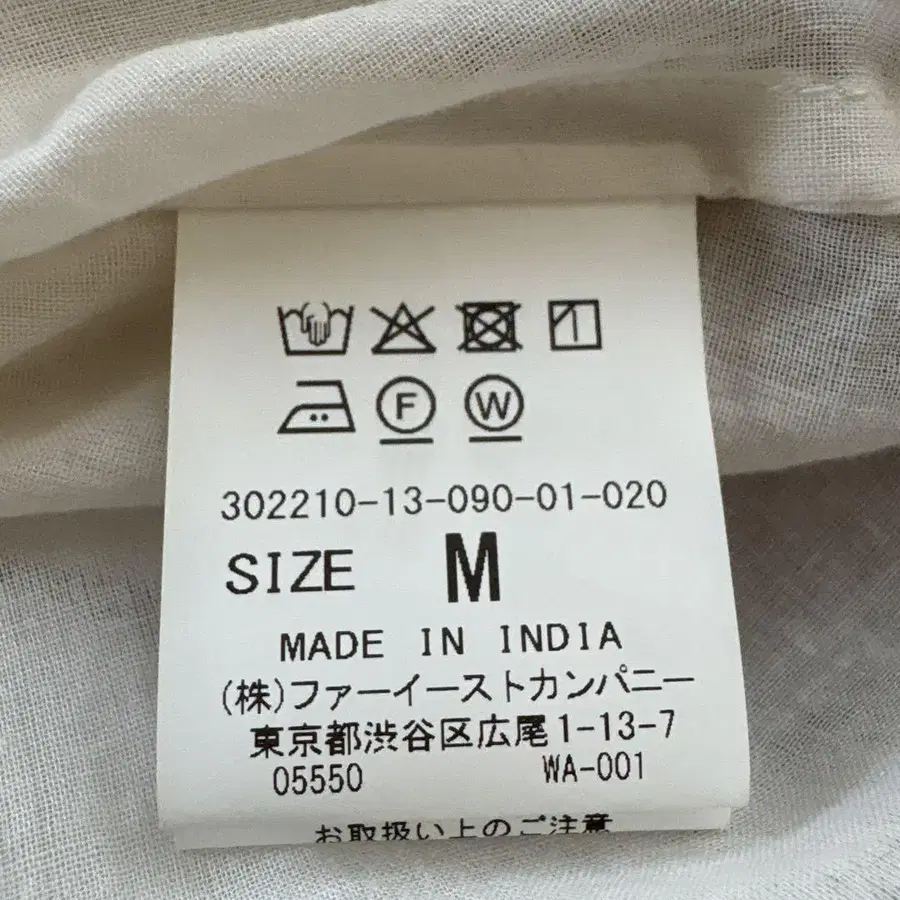 F W
302210-13-090-01-020
SIZE M
MADE IN INDIA
(株)ファーイーストカンパニー
東京都渋谷区広尾1-13-7
05550 WA-001
お取扱い上のご注意